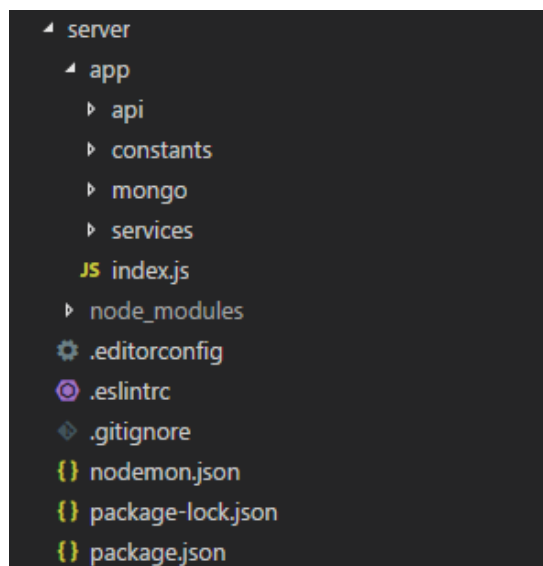 server
app
api
constants
mongo
services
JS index.js
node_modules
.editorconfig
.eslintrc
.gitignore
{} nodemon.json
{} package-lock.json
{} package.json